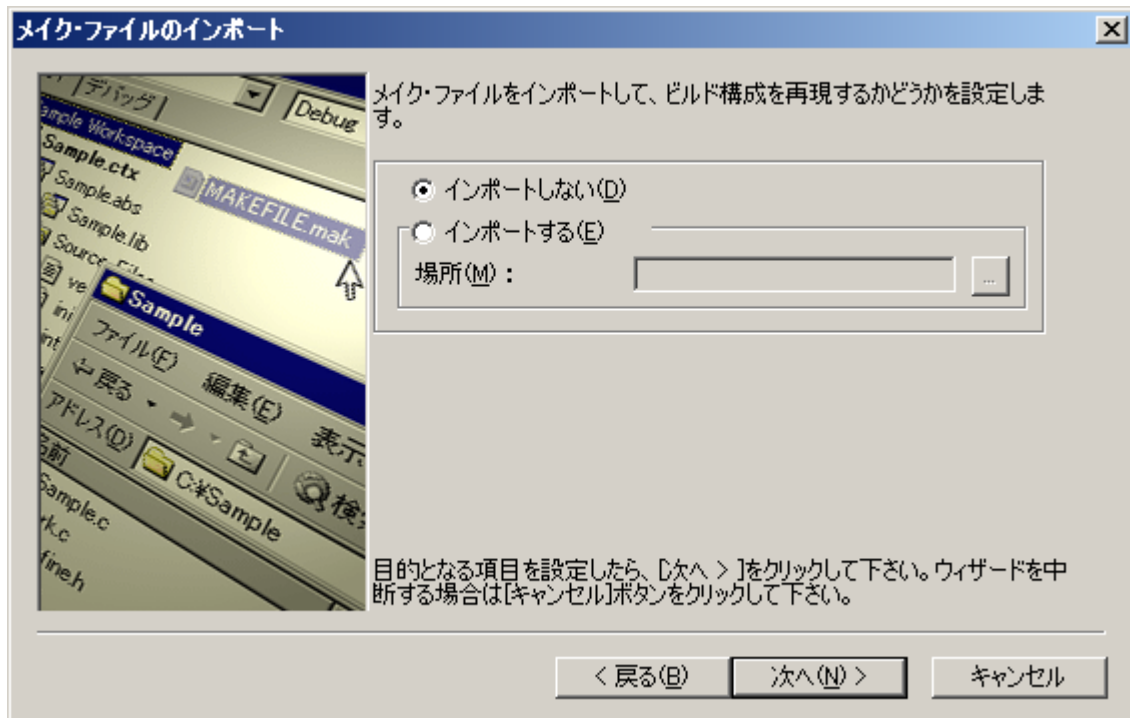 メイク・ファイルのインポート
デバッグ
Debug
Sample Workspace
Sample.ctx
MAKEFILE.mak
Sample.abs
Sample.lib
Source
Sample
ファイル(F) 編集(E) 表示
戻る
アドレス(D) C:¥Sample
検
名前
Sample.c
メイク・ファイルをインポートして、ビルド構成を再現するかどうかを設定しま
す。
インポートしない(D)
インポートする(E)
場所(M) :
...
目的となる項目を設定したら、[次へ > ]をクリックして下さい。ウィザードを中
断する場合は[キャンセル]ボタンをクリックして下さい。
< 戻る(B)
次へ(N) >
キャンセル